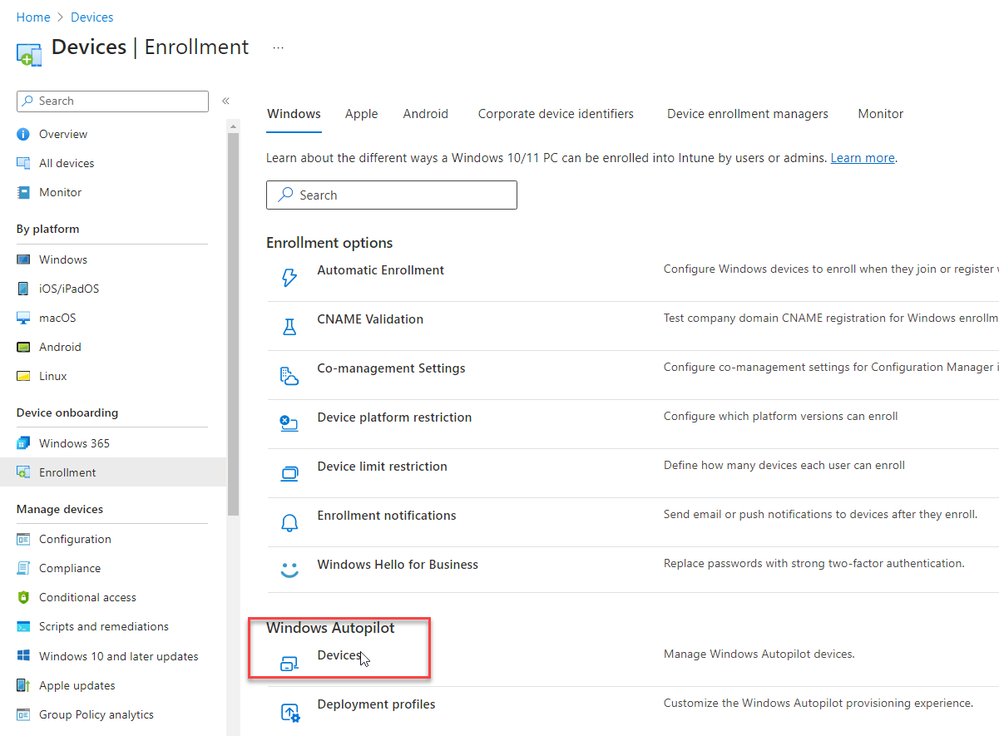 Home > Devices
Devices | Enrollment ...
Search «
Overview
All devices
Monitor
By platform
Windows
iOS/iPadOS
macOS
Android
Linux
Device onboarding
Windows 365
Enrollment
Manage devices
Configuration
Compliance
Conditional access
Scripts and remediations
Windows 10 and later updates
Apple updates
Group Policy analytics
Windows Apple Android Corporate device identifiers Device enrollment managers Monitor
Learn about the different ways a Windows 10/11 PC can be enrolled into Intune by users or admins. Learn more.
Search
Enrollment options
Automatic Enrollment Configure Windows devices to enroll when they join or register
CNAME Validation Test company domain CNAME registration for Windows enrollm
Co-management Settings Configure co-management settings for Configuration Manager i
Device platform restriction Configure which platform versions can enroll
Device limit restriction Define how many devices each user can enroll
Enrollment notifications Send email or push notifications to devices after they enroll.
Windows Hello for Business Replace passwords with strong two-factor authentication.
Windows Autopilot
Devices Manage Windows Autopilot devices.
Deployment profiles Customize the Windows Autopilot provisioning experience.